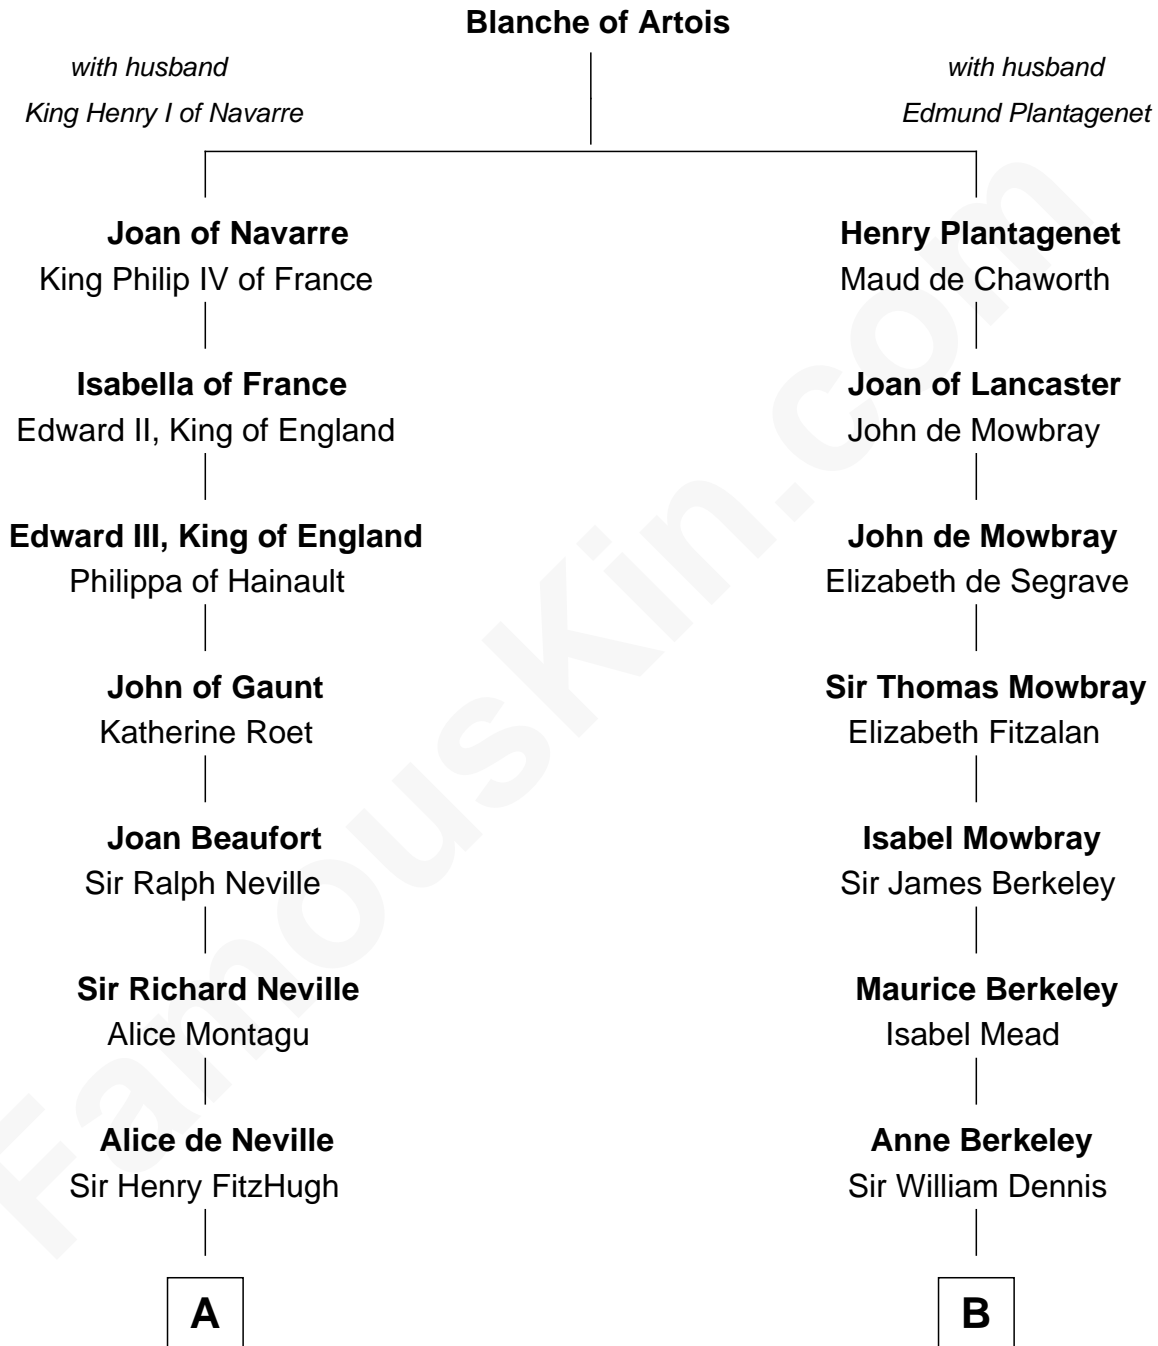 Blanche of Artois
with husband
King Henry I of Navarre
with husband
Edmund Plantagenet
Joan of Navarre
King Philip IV of France
Henry Plantagenet
Maud de Chaworth
Isabella of France
Edward II, King of England
Joan of Lancaster
John de Mowbray
Edward III, King of England
Philippa of Hainault
John de Mowbray
Elizabeth de Segrave
John of Gaunt
Katherine Roet
Sir Thomas Mowbray
Elizabeth Fitzalan
Joan Beaufort
Sir Ralph Neville
Isabel Mowbray
Sir James Berkeley
Sir Richard Neville
Alice Montagu
Maurice Berkeley
Isabel Mead
Alice de Neville
Sir Henry FitzHugh
Anne Berkeley
Sir William Dennis
A
B
FamousKin.com